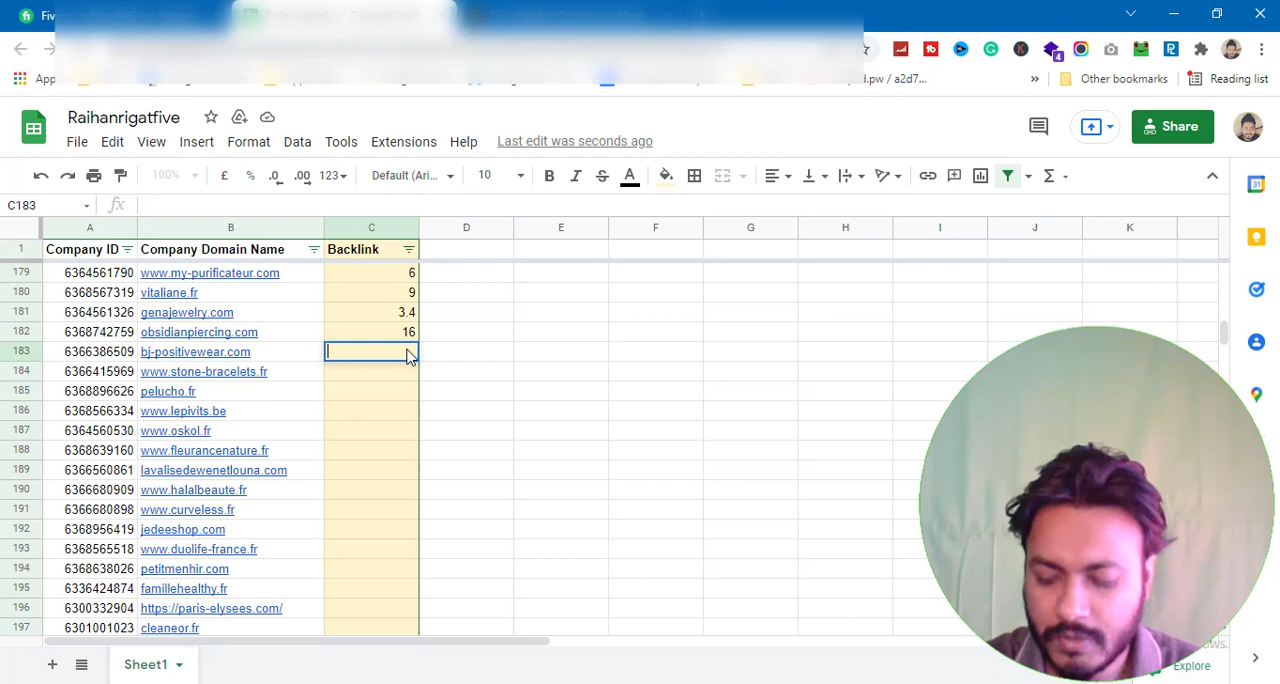 Fiv
App
d.pw / a2d7...
»
Other bookmarks
Reading list
Raihanrigatfive
File Edit View Insert Format Data Tools Extensions Help Last edit was seconds ago
Share
100% £ % .0 .00 123 Default (Ari... 10 B I S A Σ
C183 fx
A B C D E F G H I J K
1 Company ID Company Domain Name Backlink
179 6364561790 www.my-purificateur.com 6
180 6368567319 vitaliane.fr 9
181 6364561326 genajewelry.com 3.4
182 6368742759 obsidianpiercing.com 16
183 6366386509 bj-positivewear.com
184 6366415969 www.stone-bracelets.fr
185 6368896626 pelucho.fr
186 6368566334 www.lepivits.be
187 6364560530 www.oskol.fr
188 6368639160 www.fleurancenature.fr
189 6366560861 lavalisedewenetlouna.com
190 6366680909 www.halalbeaute.fr
191 6366680898 www.curveless.fr
192 6368956419 jedeeshop.com
193 6368565518 www.duolife-france.fr
194 6368638026 petitmenhir.com
195 6336424874 famillehealthy.fr
196 6300332904 https://paris-elysees.com/
197 6301001023 cleaneor.fr
Sheet1
Explore